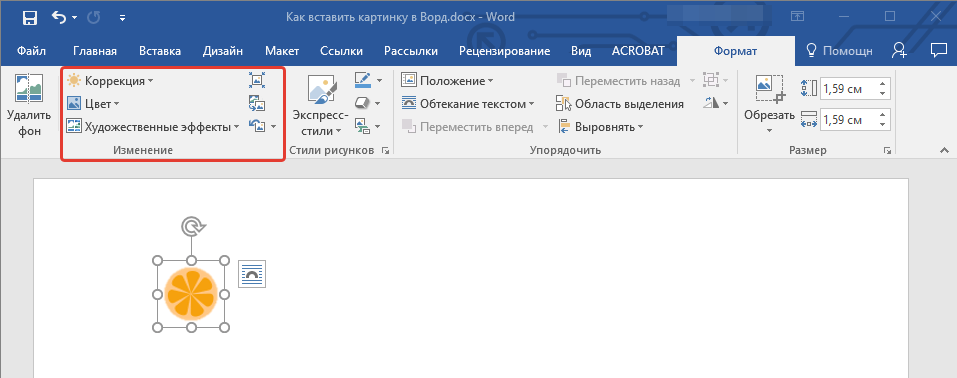 Как вставить картинку в Ворд.docx - Word
Файл Главная Вставка Дизайн Макет Ссылки Рассылки Рецензирование Вид ACROBAT Формат Помощн
Удалить фон
Коррекция
Цвет
Художественные эффекты
Изменение
Экспресс-стили
Стили рисунков
Положение
Обтекание текстом
Переместить вперед
Переместить назад
Область выделения
Выровнять
Упорядочить
Обрезать
1,59 см
1,59 см
Размер